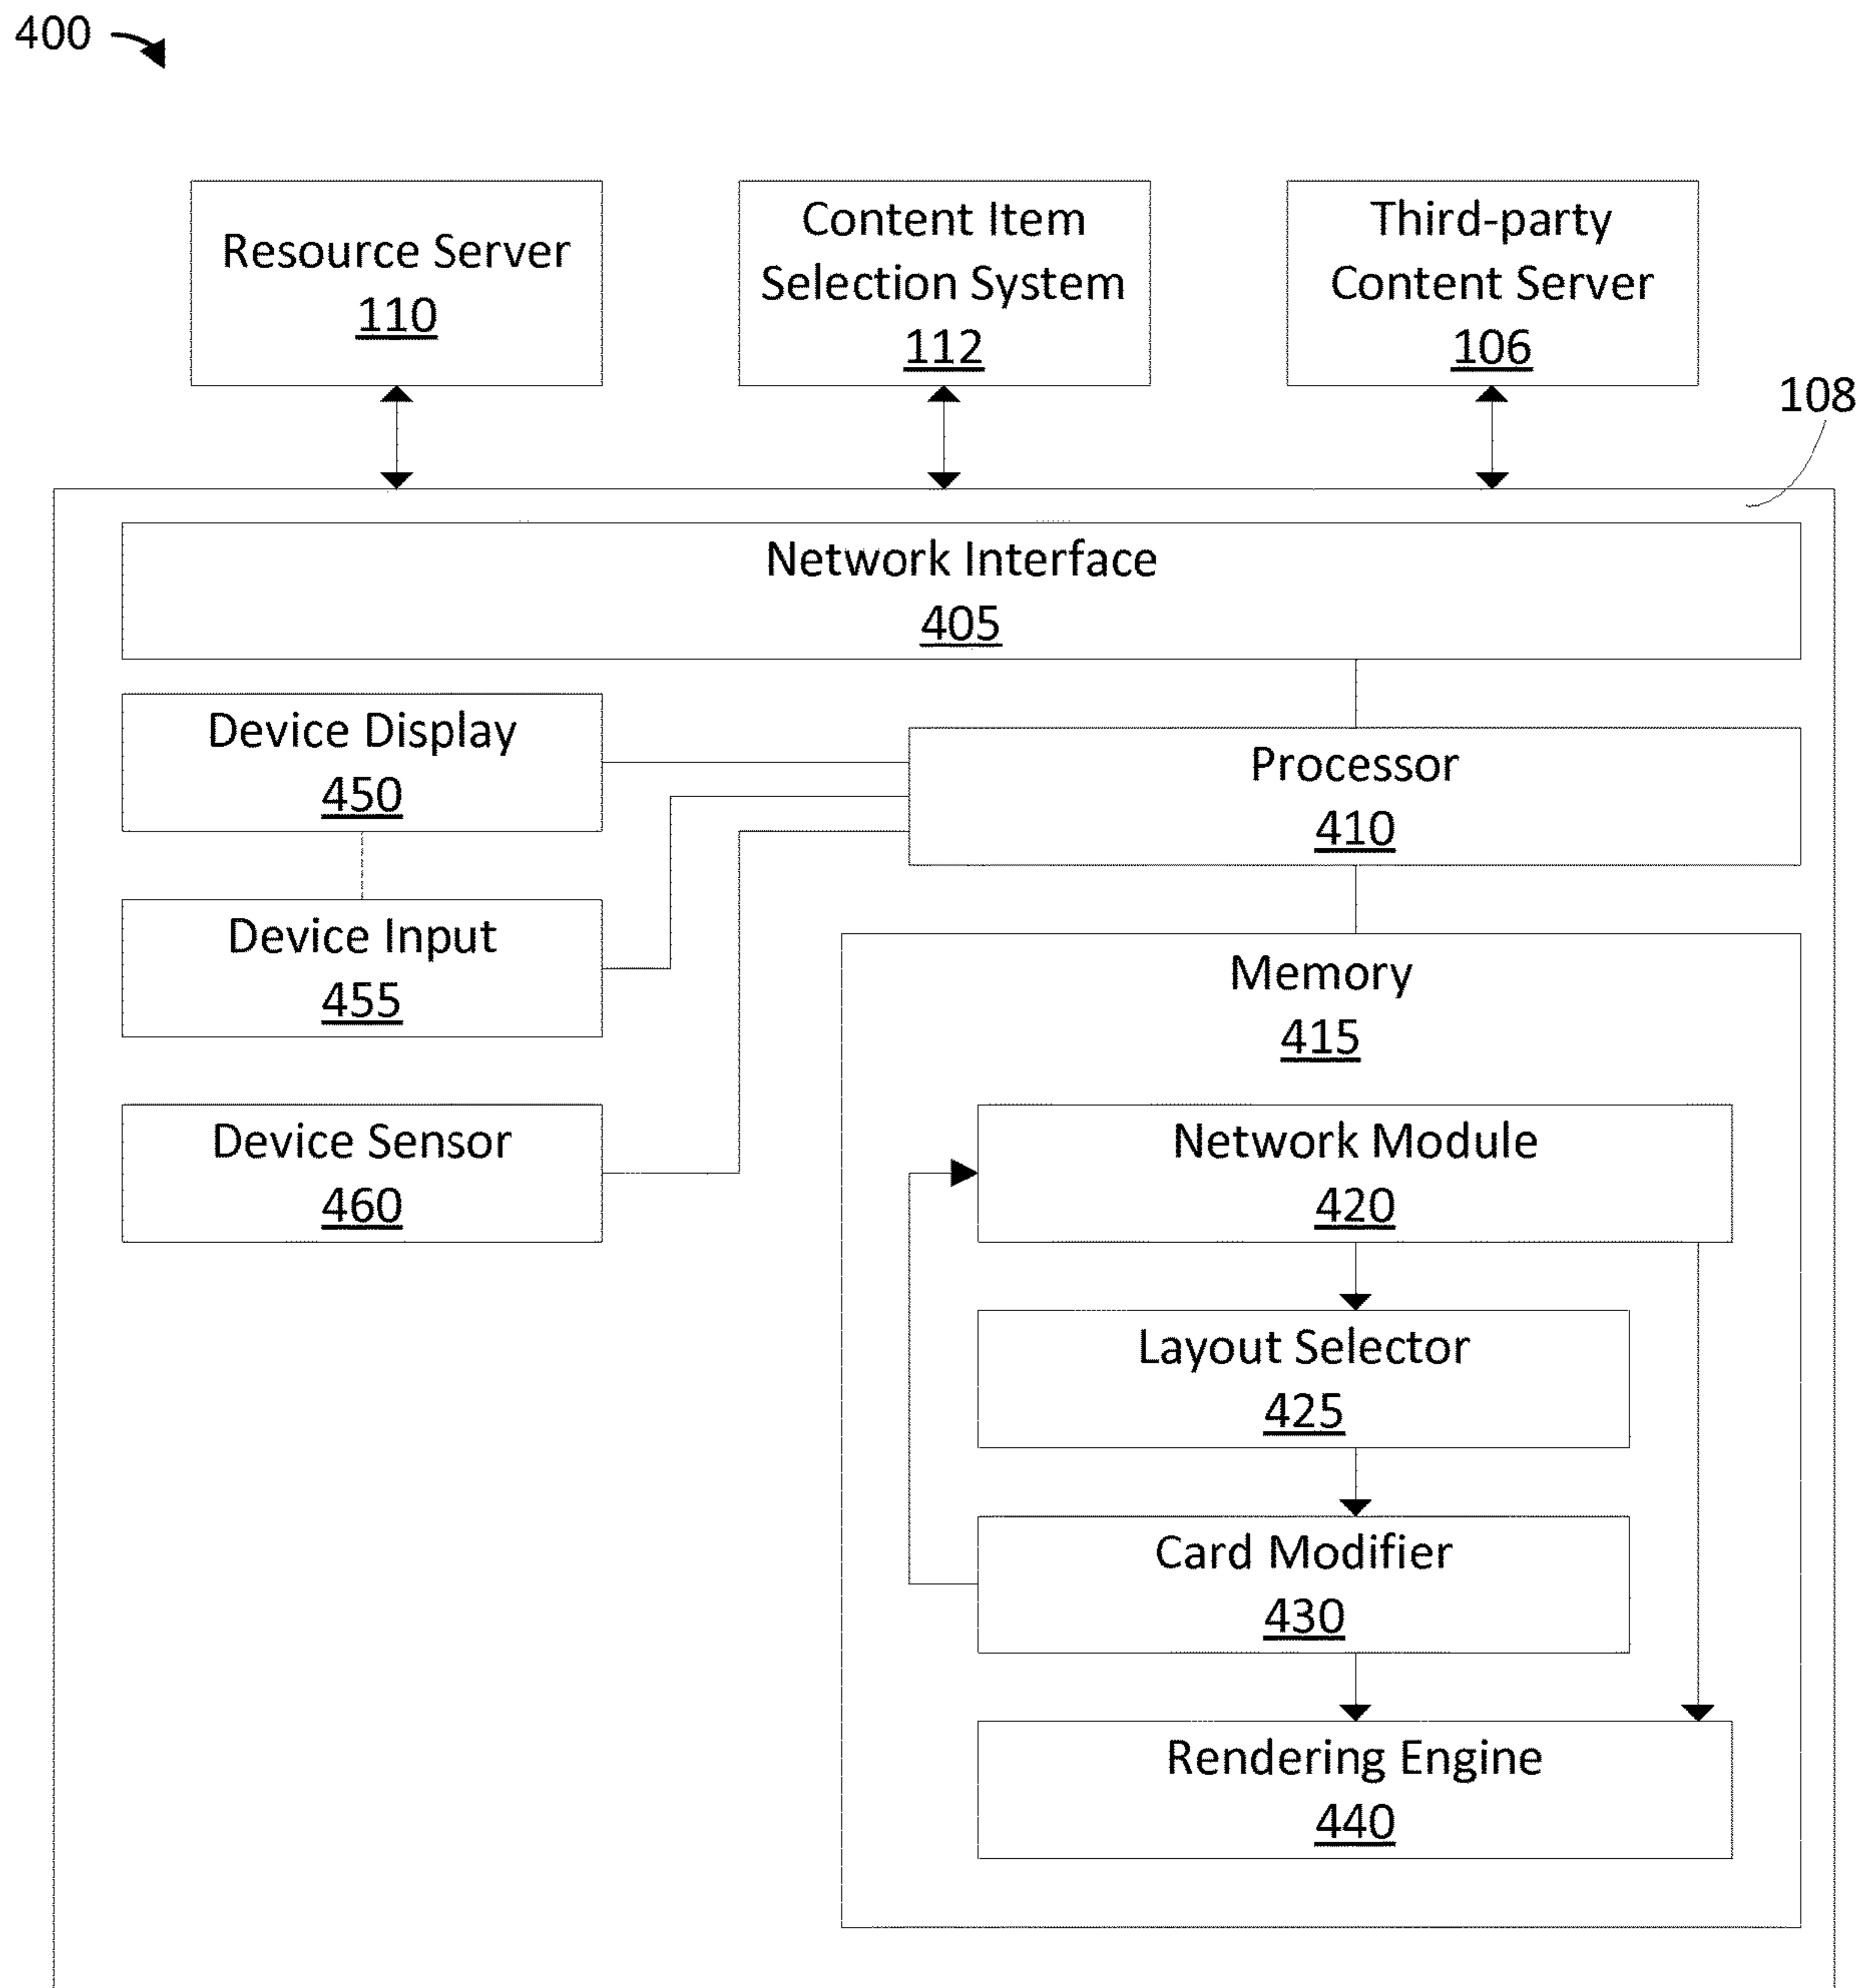 400
Resource Server
110
Content Item
Selection System
112
Third-party
Content Server
106
108
Network Interface
405
Device Display
450
Processor
410
Device Input
455
Memory
415
Device Sensor
460
Network Module
420
Layout Selector
425
Card Modifier
430
Rendering Engine
440